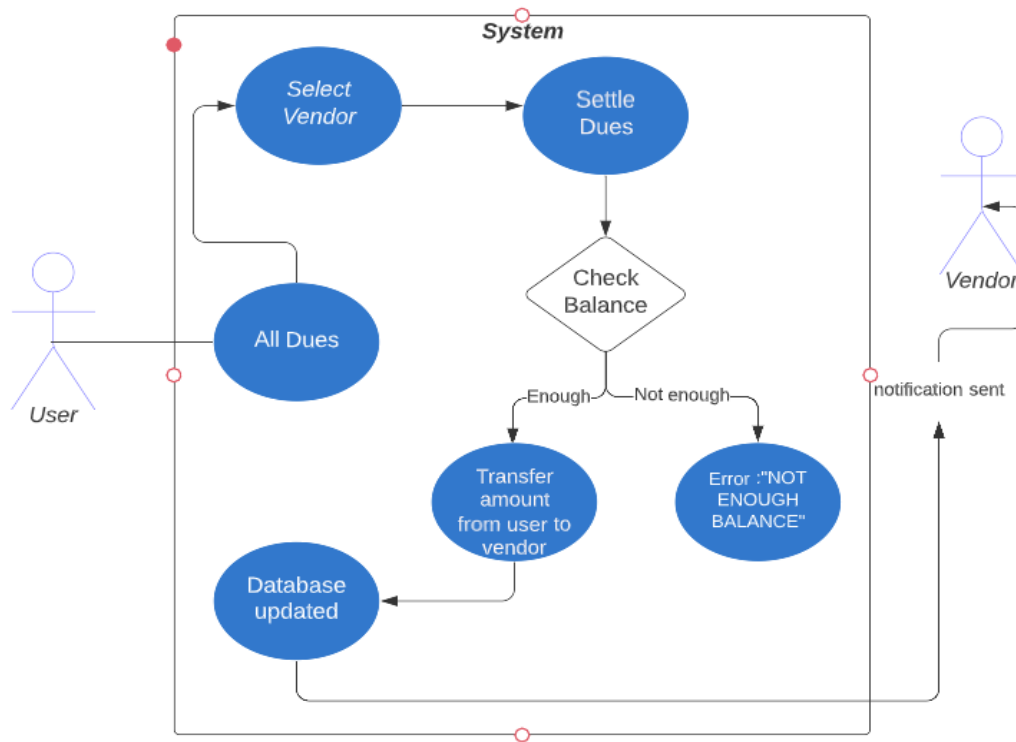 System
Select
Vendor
Settle
Dues
Check
Balance
Vendor
All Dues
User
Enough
Not enough
notification sent
Transfer
amount
from user to
vendor
Error :"NOT
ENOUGH
BALANCE"
Database
updated